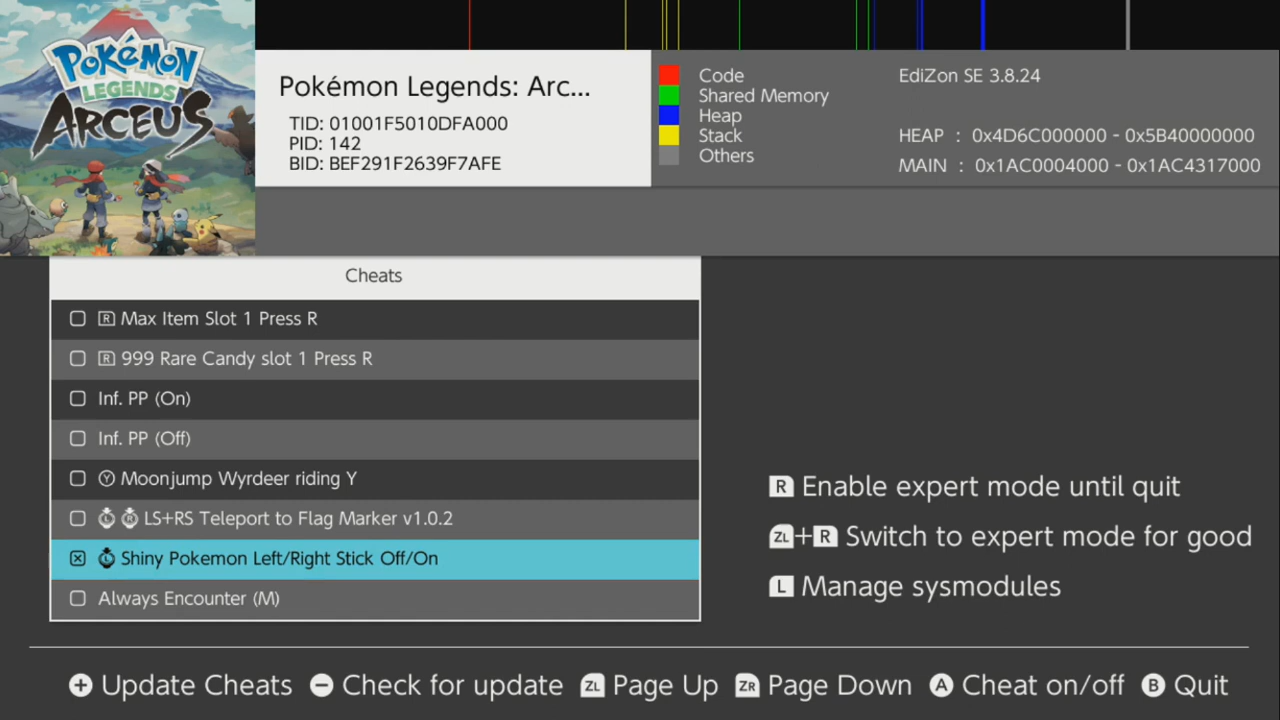 Pokémon
LEGENDS
ARCEUS
Pokémon Legends: Arc...
TID: 01001F5010DFA000
PID: 142
BID: BEF291F2639F7AFE
Code
Shared Memory
Heap
Stack
Others
EdiZon SE 3.8.24
HEAP : 0x4D6C000000 - 0x5B40000000
MAIN : 0x1AC0004000 - 0x1AC4317000
Cheats
R Max Item Slot 1 Press R
R 999 Rare Candy slot 1 Press R
Inf. PP (On)
Inf. PP (Off)
Y Moonjump Wyrdeer riding Y
L R LS+RS Teleport to Flag Marker v1.0.2
L Shiny Pokemon Left/Right Stick Off/On
Always Encounter (M)
R Enable expert mode until quit
ZL+R Switch to expert mode for good
L Manage sysmodules
+ Update Cheats - Check for update ZL Page Up ZR Page Down A Cheat on/off B Quit